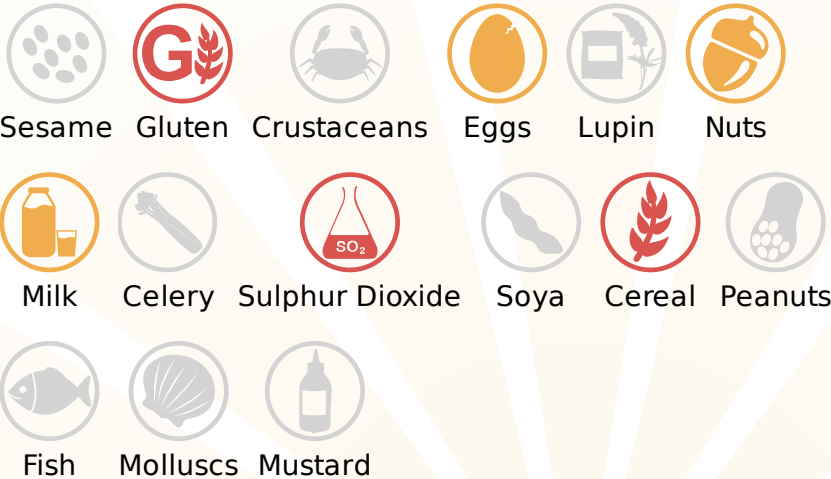 G
Sesame Gluten Crustaceans Eggs Lupin Nuts
SO₂
Milk Celery Sulphur Dioxide Soya Cereal Peanuts
Fish Molluscs Mustard